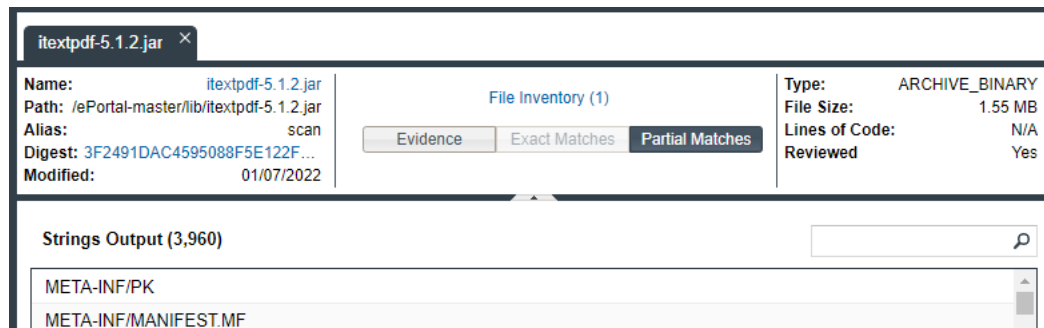 itextpdf-5.1.2.jar ×
Name: itextpdf-5.1.2.jar
Path: /ePortal-master/lib/itextpdf-5.1.2.jar
Alias: scan
Digest: 3F2491DAC4595088F5E122F...
Modified: 01/07/2022
File Inventory (1)
Evidence Exact Matches Partial Matches
Type: ARCHIVE_BINARY
File Size: 1.55 MB
Lines of Code: N/A
Reviewed Yes
Strings Output (3,960)
META-INF/PK
META-INF/MANIFEST.MF